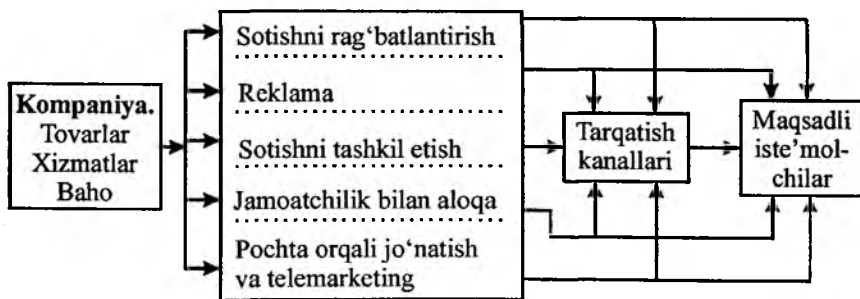 Kompaniya.
Tovarlar
Xizmatlar
Baho
Sotishni rag‘batlantirish
Reklama
Sotishni tashkil etish
Jamoatchilik bilan aloqa
Pochta orqali jo‘natish
va telemarketing
Tarqatish
kanallari
Maqsadli
iste’mol-
chilar